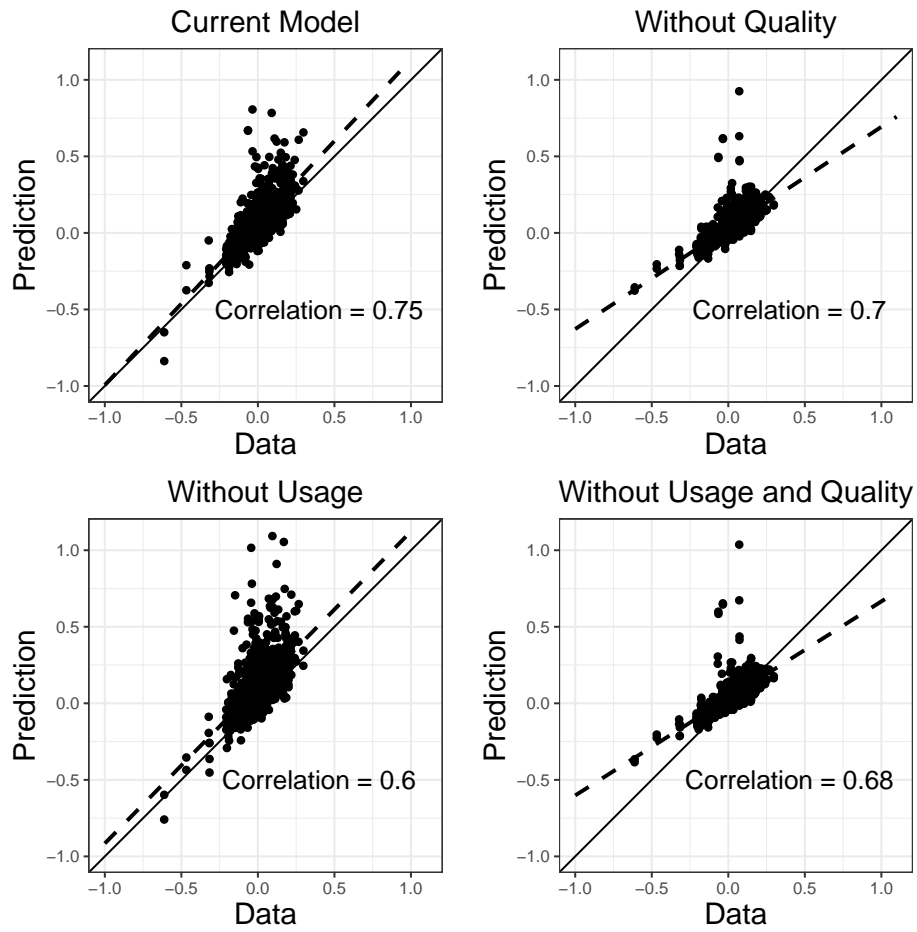 Current Model
Without Quality
1.0
0.5
0.0
−0.5
−1.0
Prediction
Correlation = 0.75
−1.0 −0.5 0.0 0.5 1.0
Data
1.0
0.5
0.0
−0.5
−1.0
Prediction
Correlation = 0.7
−1.0 −0.5 0.0 0.5 1.0
Data
Without Usage
Without Usage and Quality
1.0
0.5
0.0
−0.5
−1.0
Prediction
Correlation = 0.6
−1.0 −0.5 0.0 0.5 1.0
Data
1.0
0.5
0.0
−0.5
−1.0
Prediction
Correlation = 0.68
−1.0 −0.5 0.0 0.5 1.0
Data